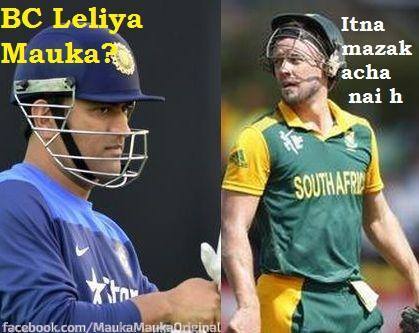 BC Leliya
Mauka?
Itna
mazak
acha
nai h
SOUTH AFRI
facebook.com/MaukaMaukaOriginal